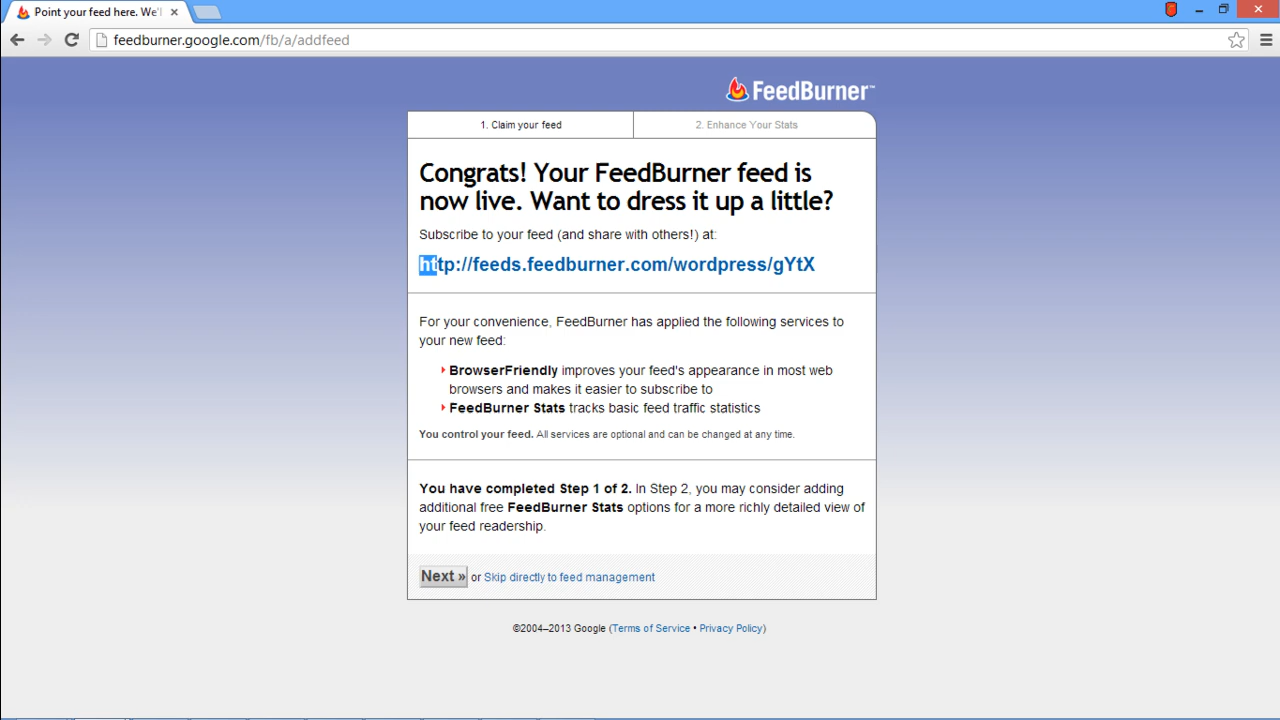 Point your feed here. We'l
feedburner.google.com/fb/a/addfeed
FeedBurner™
1. Claim your feed
2. Enhance Your Stats
Congrats! Your FeedBurner feed is
now live. Want to dress it up a little?
Subscribe to your feed (and share with others!) at:
http://feeds.feedburner.com/wordpress/gYtX
For your convenience, FeedBurner has applied the following services to
your new feed:
BrowserFriendly improves your feed's appearance in most web
browsers and makes it easier to subscribe to
FeedBurner Stats tracks basic feed traffic statistics
You control your feed. All services are optional and can be changed at any time.
You have completed Step 1 of 2. In Step 2, you may consider adding
additional free FeedBurner Stats options for a more richly detailed view of
your feed readership.
Next » or Skip directly to feed management
©2004–2013 Google (Terms of Service • Privacy Policy)